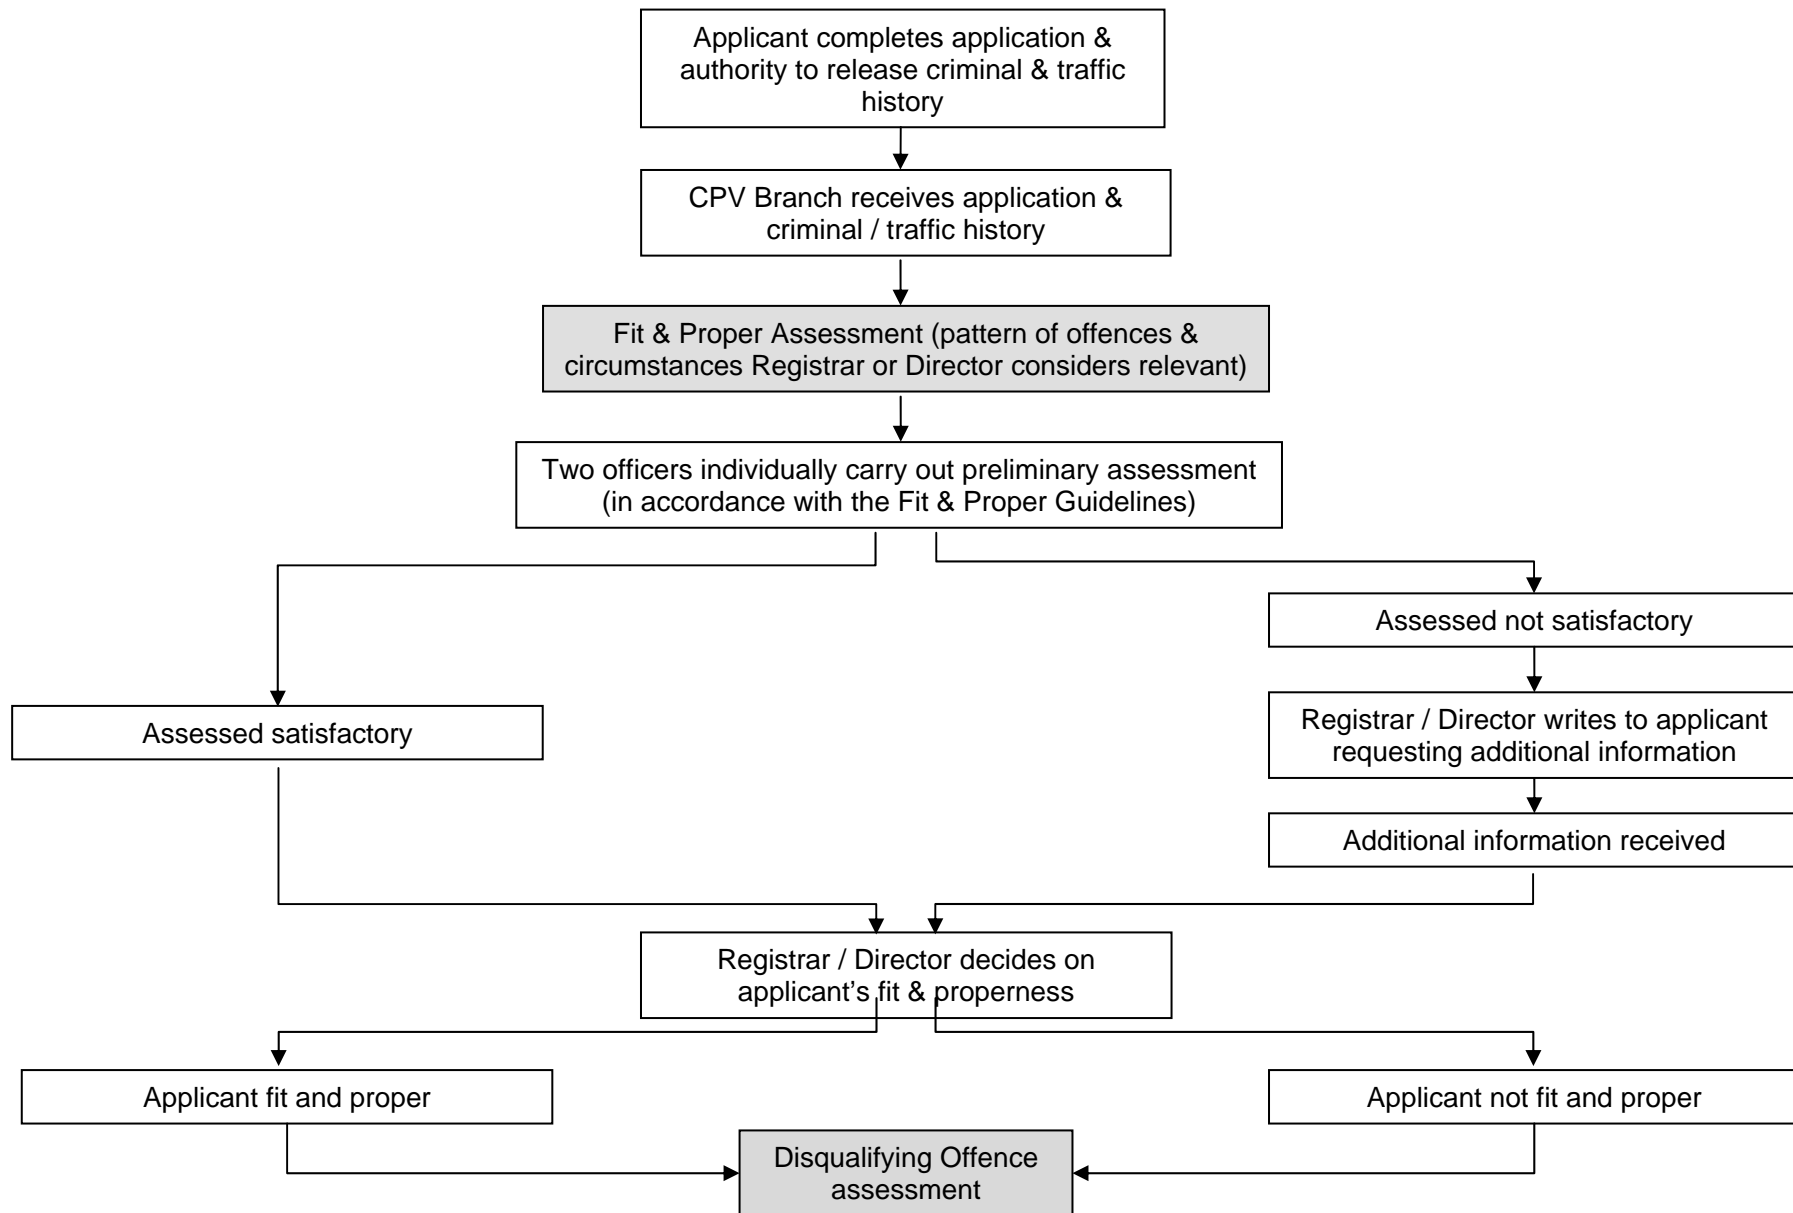 Applicant completes application &
authority to release criminal & traffic
history
CPV Branch receives application &
criminal / traffic history
Fit & Proper Assessment (pattern of offences &
circumstances Registrar or Director considers relevant)
Two officers individually carry out preliminary assessment
(in accordance with the Fit & Proper Guidelines)
Assessed not satisfactory
Assessed satisfactory
Registrar / Director writes to applicant
requesting additional information
Additional information received
Registrar / Director decides on
applicant’s fit & properness
Applicant fit and proper
Applicant not fit and proper
Disqualifying Offence
assessment